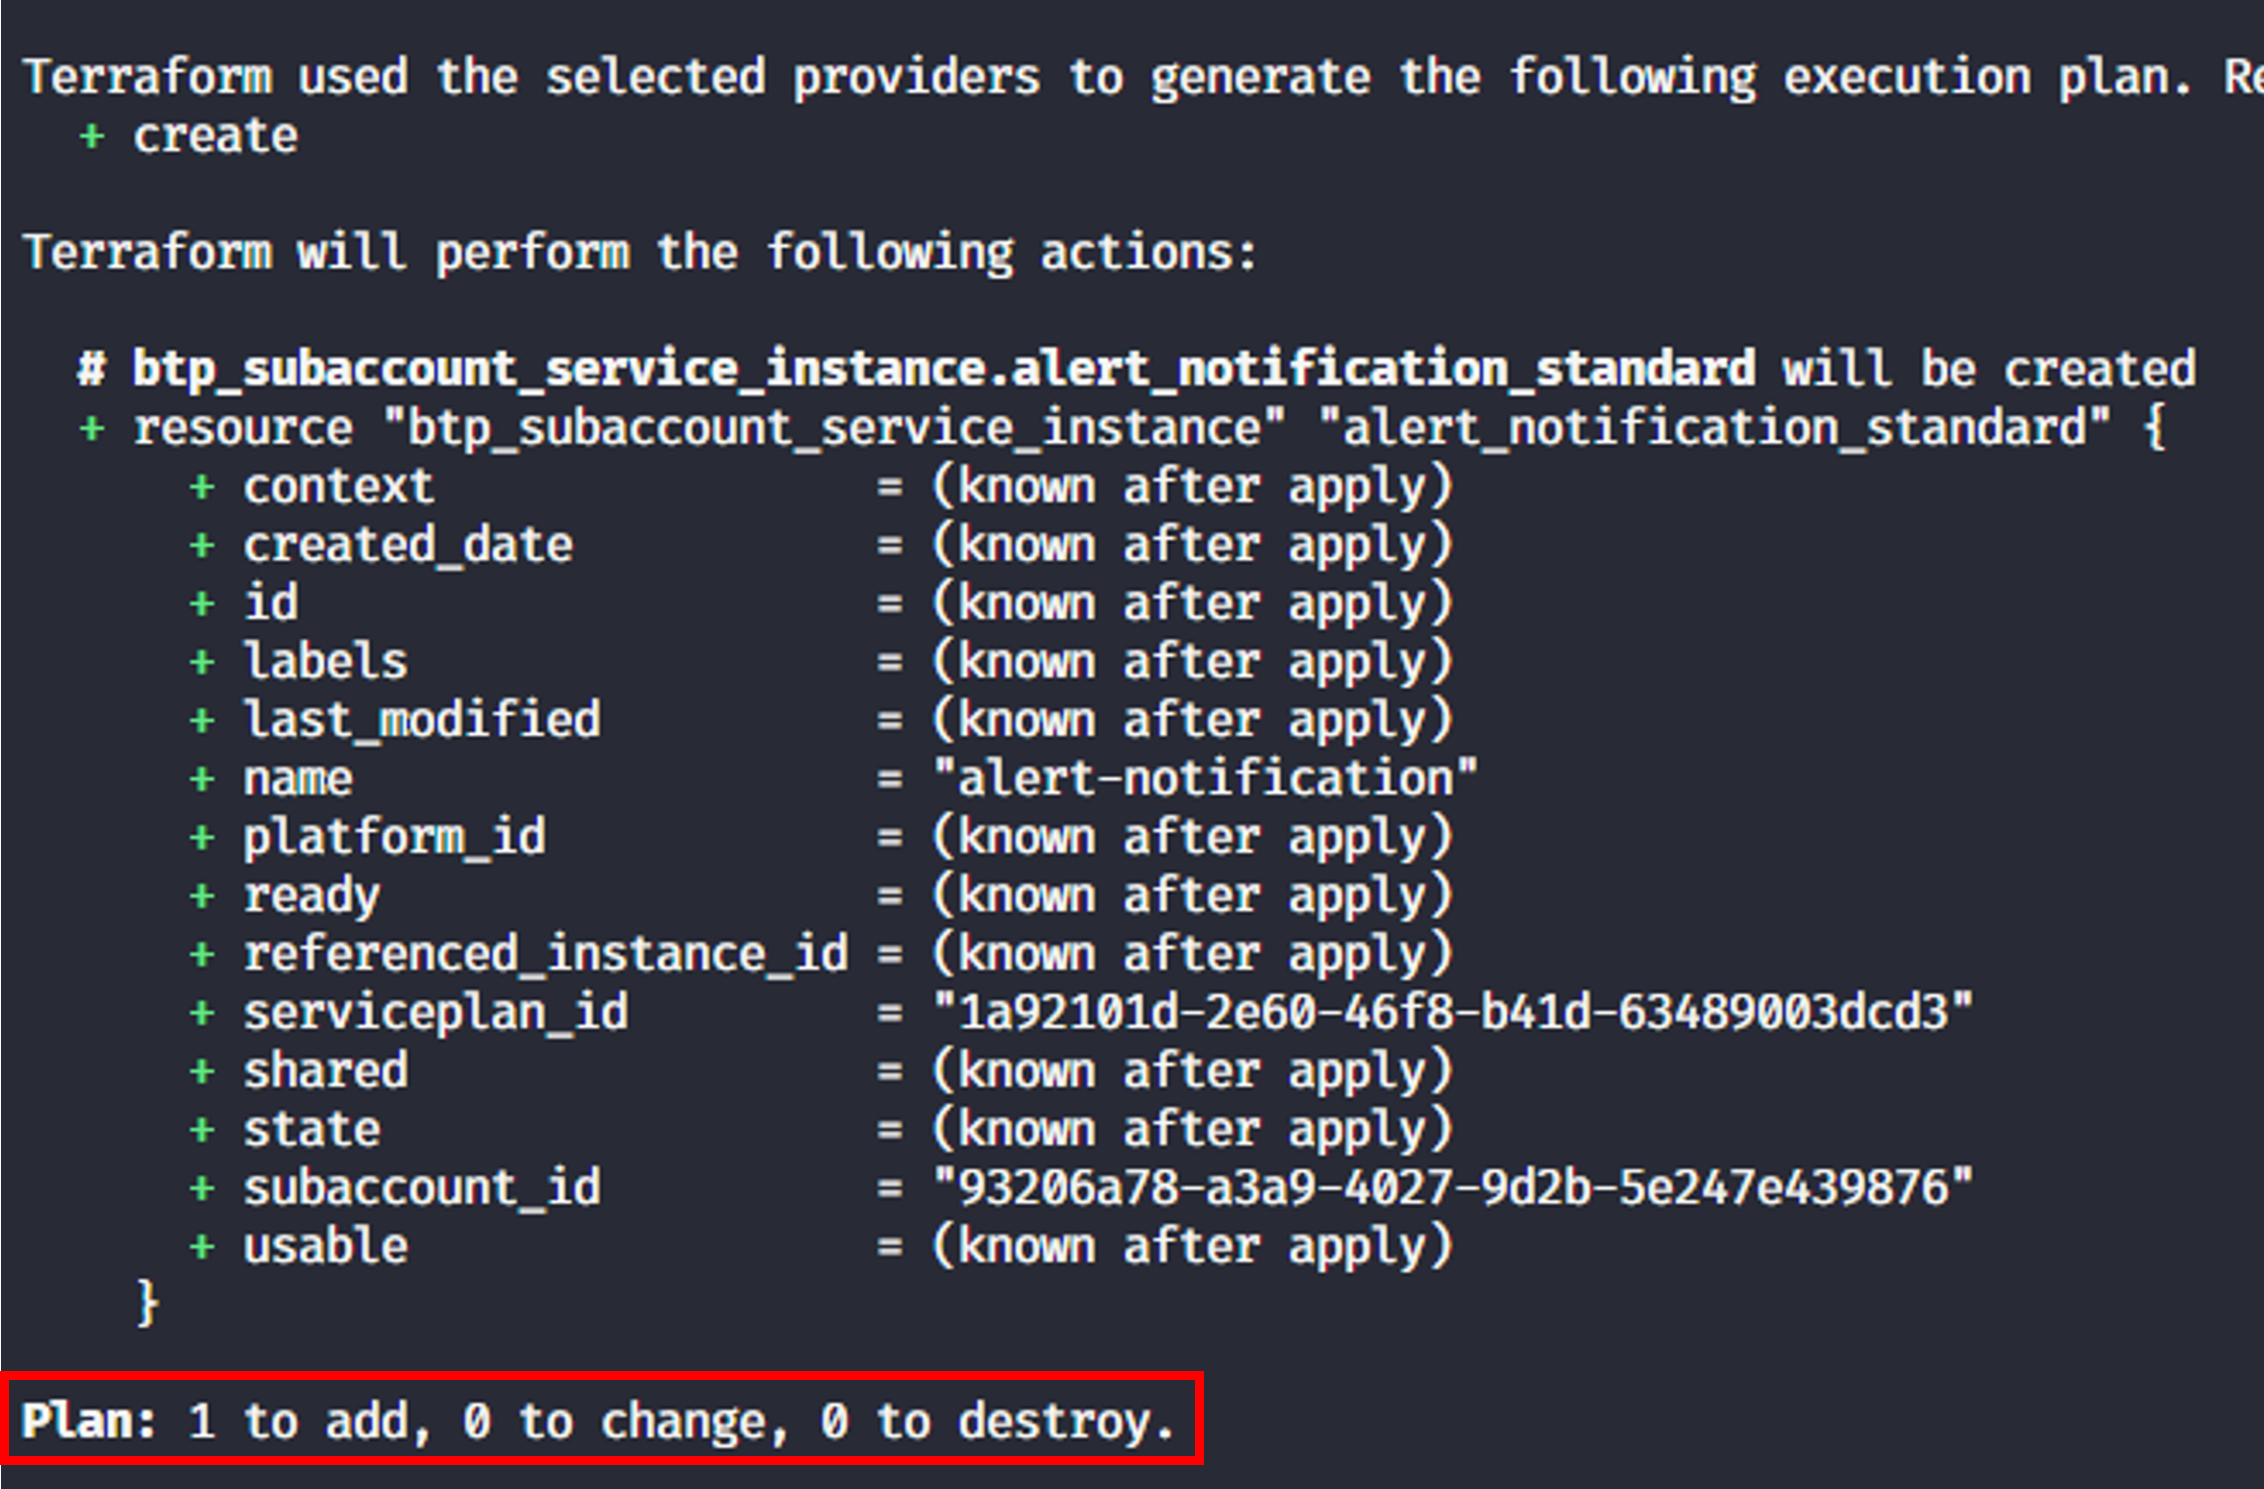 Terraform used the selected providers to generate the following execution plan. Re
  + create

Terraform will perform the following actions:

  # btp_subaccount_service_instance.alert_notification_standard will be created
  + resource "btp_subaccount_service_instance" "alert_notification_standard" {
      + context                = (known after apply)
      + created_date           = (known after apply)
      + id                     = (known after apply)
      + labels                 = (known after apply)
      + last_modified          = (known after apply)
      + name                   = "alert-notification"
      + platform_id            = (known after apply)
      + ready                  = (known after apply)
      + referenced_instance_id = (known after apply)
      + serviceplan_id         = "1a92101d-2e60-46f8-b41d-63489003dcd3"
      + shared                 = (known after apply)
      + state                  = (known after apply)
      + subaccount_id          = "93206a78-a3a9-4027-9d2b-5e247e439876"
      + usable                 = (known after apply)
    }

Plan: 1 to add, 0 to change, 0 to destroy.